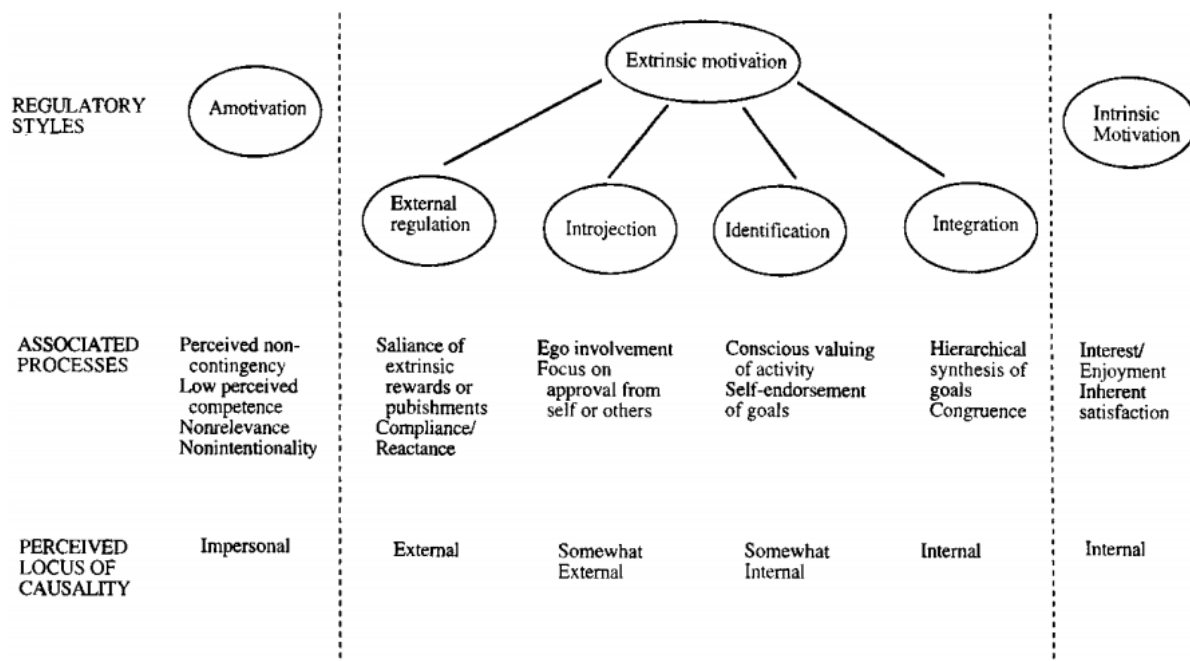 Extrinsic motivation
REGULATORY
STYLES
Amotivation
Intrinsic
Motivation
External
regulation
Introjection
Identification
Integration
ASSOCIATED
PROCESSES
Perceived non-
contingency
Low perceived
competence
Nonrelevance
Nonintentionality
Saliance of
extrinsic
rewards or
pubishments
Compliance/
Reactance
Ego involvement
Focus on
approval from
self or others
Conscious valuing
of activity
Self-endorsement
of goals
Hierarchical
synthesis of
goals
Congruence
Interest/
Enjoyment
Inherent
satisfaction
PERCEIVED
LOCUS OF
CAUSALITY
Impersonal
External
Somewhat
External
Somewhat
Internal
Internal
Internal